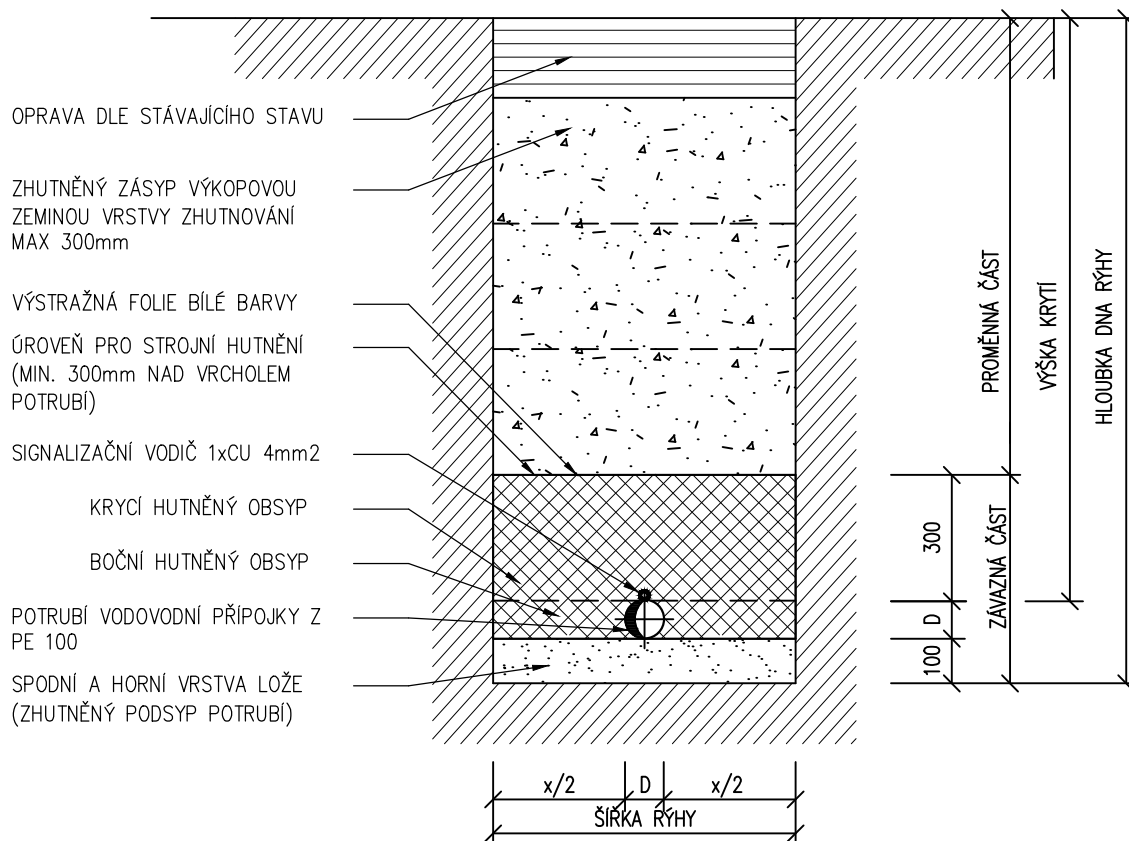 OPRAVA DLE STÁVAJÍCÍHO STAVU
ZHUTNĚNÝ ZÁSYP VÝKOPOVOU
ZEMINOU VRSTVY ZHUTNOVÁNÍ
MAX 300mm
VÝSTRAŽNÁ FOLIE BÍLÉ BARVY
ÚROVEŇ PRO STROJNÍ HUTNĚNÍ
(MIN. 300mm NAD VRCHOLEM
POTRUBÍ)
SIGNALIZAČNÍ VODIČ 1xCU 4mm2
KRYCÍ HUTNĚNÝ OBSYP
BOČNÍ HUTNĚNÝ OBSYP
POTRUBÍ VODOVODNÍ PŘÍPOJKY Z
PE 100
SPODNÍ A HORNÍ VRSTVA LOŽE
(ZHUTNĚNÝ PODSYP POTRUBÍ)
300
D
100
PROMĚNNÁ ČÁST
ZÁVAZNÁ ČÁST
VÝŠKA KRYTÍ
HLOUBKA DNA RÝHY
x/2
D
x/2
ŠÍŘKA RÝHY